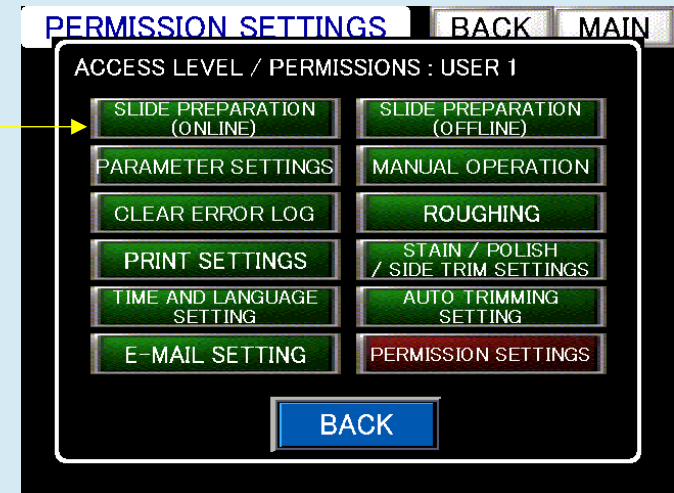 PERMISSION SETTINGS BACK MAIN
ACCESS LEVEL / PERMISSIONS : USER 1
SLIDE PREPARATION
(ONLINE)
SLIDE PREPARATION
(OFFLINE)
PARAMETER SETTINGS
MANUAL OPERATION
CLEAR ERROR LOG
ROUGHING
PRINT SETTINGS
STAIN / POLISH
/ SIDE TRIM SETTINGS
TIME AND LANGUAGE
SETTING
AUTO TRIMMING
SETTING
E-MAIL SETTING
PERMISSION SETTINGS
BACK